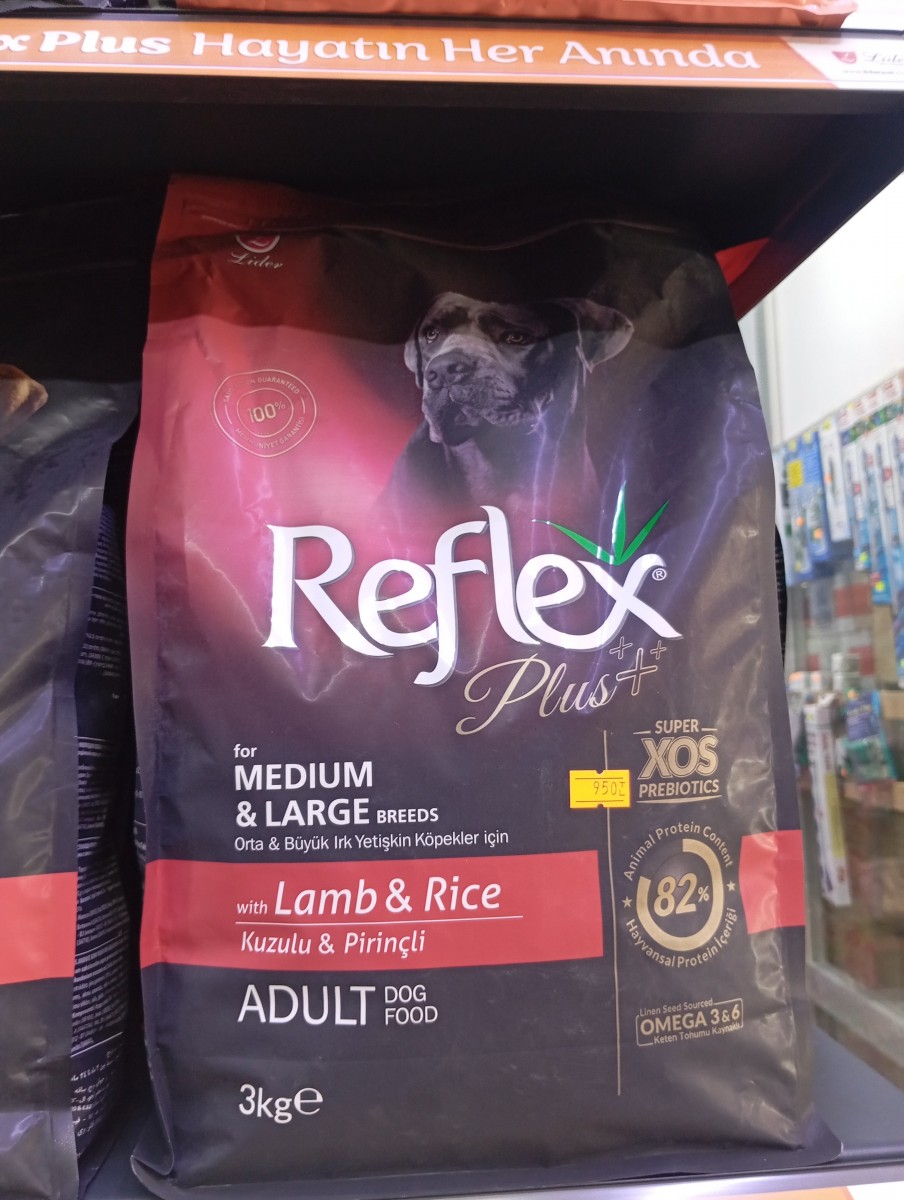 x Plus Hayatın Her Anında
Lider
Lider
GUARANTEED
100%
Reflex®
Plus
for
MEDIUM
& LARGE BREEDS
Orta & Büyük Irk Yetişkin Köpekler için
with Lamb & Rice
Kuzulu & Pirinçli
ADULT DOG FOOD
3kg℮
950
SUPER
XOS
PREBIOTICS
Animal Protein Content
82%
Hayvansal Protein İçeriği
Linen Seed Sourced
OMEGA 3&6
Keten Tohumu Kaynaklı